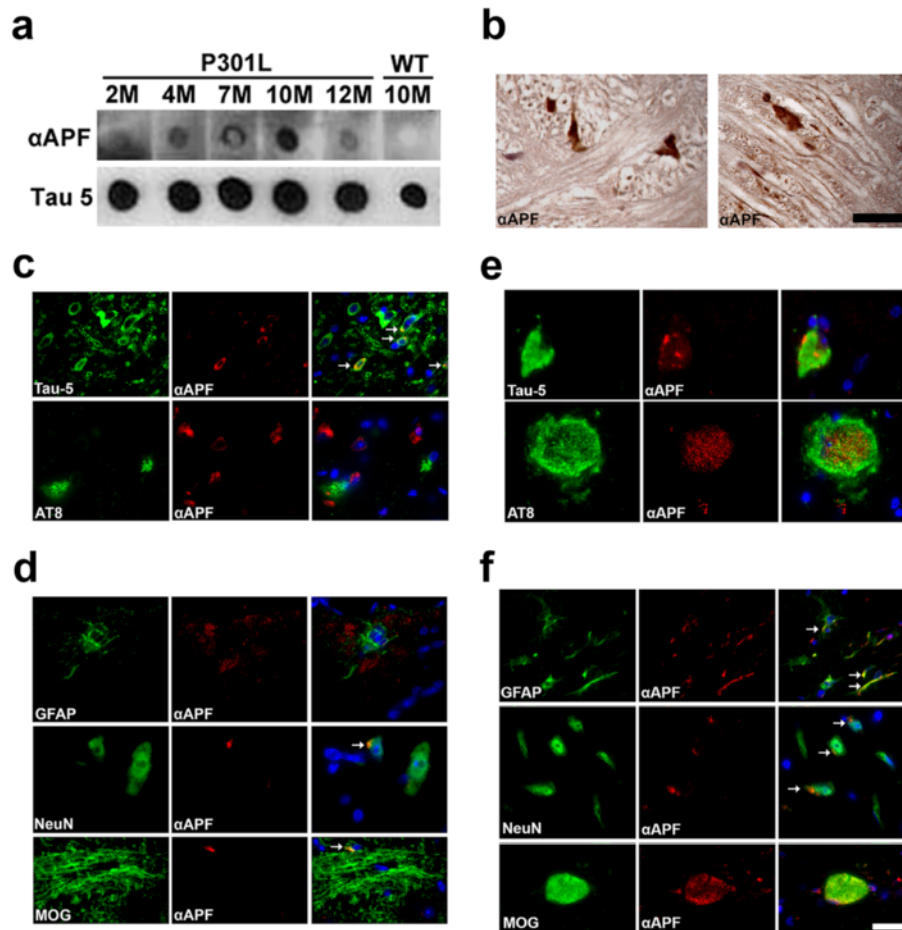 a
P301L WT
2M 4M 7M 10M 12M 10M
αAPF
Tau 5
b
αAPF αAPF
c
Tau-5 αAPF
AT8 αAPF
d
GFAP αAPF
NeuN αAPF
MOG αAPF
e
Tau-5 αAPF
AT8 αAPF
f
GFAP αAPF
NeuN αAPF
MOG αAPF